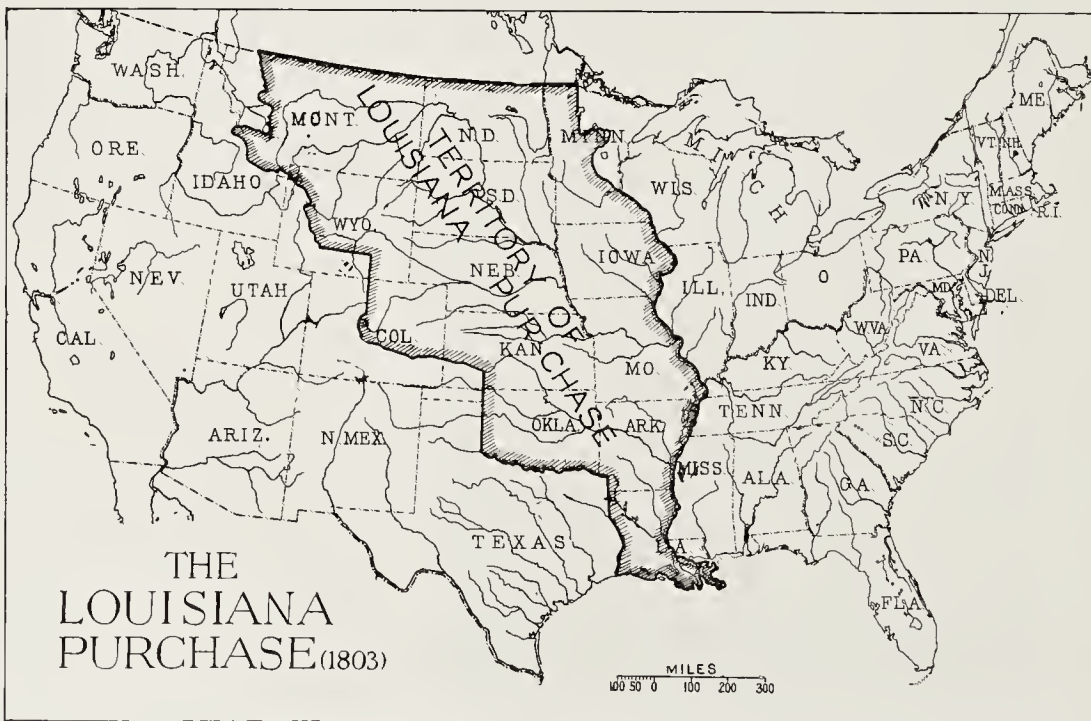 WASH.
MONT.
N.D.
MINN.
ME.
ORE.
IDAHO
S.D.
WIS.
MICH
VT.
N.H.
N.Y.
MASS.
CONN.
R.I.
WYO.
TERRITORY OF
LOUISIANA PURCHASE
IOWA
NEB.
NEV.
UTAH
ILL.
IND.
O
PA.
N.J.
MD.
DEL.
CAL.
COL.
KAN.
MO.
KY.
W.VA.
VA.
ARIZ.
N.MEX.
OKLA.
ARK.
TENN.
N.C.
S.C.
MISS.
ALA.
GA.
TEXAS
LA.
FLA.
THE
LOUISIANA
PURCHASE (1803)
MILES
100 50 0 100 200 300